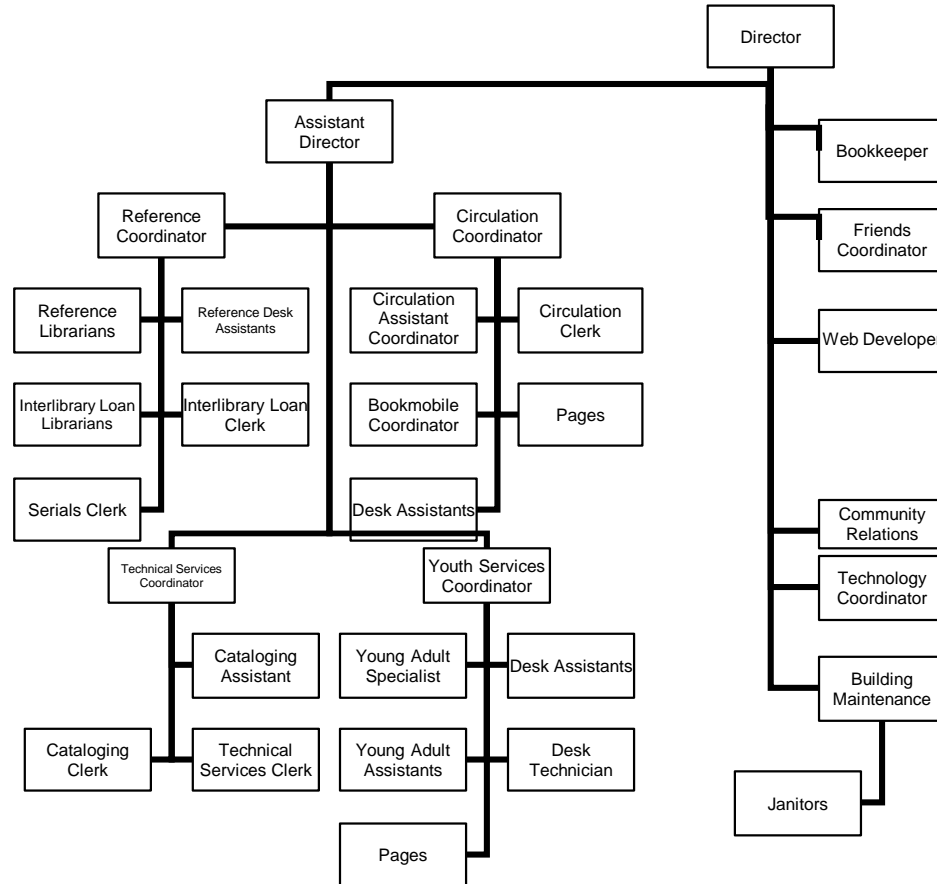 Director
Assistant
Director
Bookkeeper
Reference
Coordinator
Circulation
Coordinator
Friends
Coordinator
Reference
Librarians
Reference Desk
Assistants
Circulation
Assistant
Coordinator
Circulation
Clerk
Web Developer
Interlibrary Loan
Librarians
Interlibrary Loan
Clerk
Bookmobile
Coordinator
Pages
Serials Clerk
Desk Assistants
Community
Relations
Technical Services
Coordinator
Youth Services
Coordinator
Technology
Coordinator
Cataloging
Assistant
Young Adult
Specialist
Desk Assistants
Building
Maintenance
Cataloging
Clerk
Technical
Services Clerk
Young Adult
Assistants
Desk
Technician
Janitors
Pages